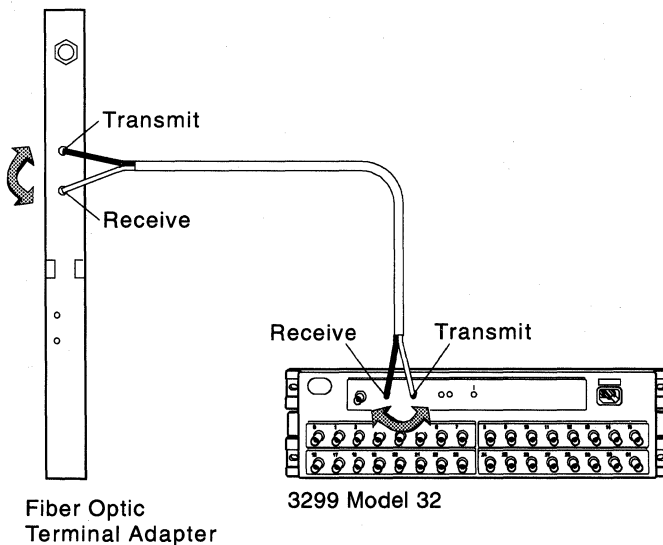 Transmit
Receive
Receive
Transmit
Fiber Optic
Terminal Adapter
3299 Model 32